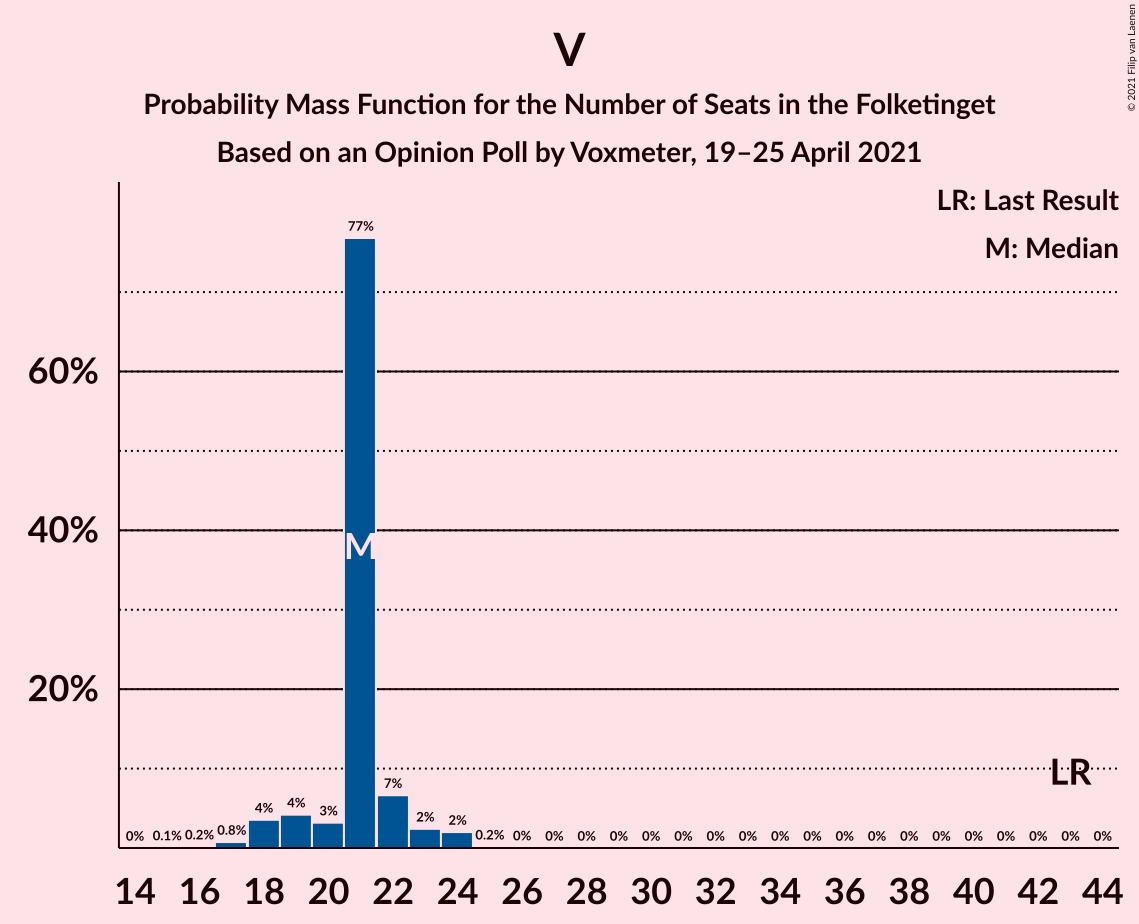 V
Probability Mass Function for the Number of Seats in the Folketinget
Based on an Opinion Poll by Voxmeter, 19–25 April 2021
© 2021 Filip van Laenen
LR: Last Result
M: Median
77%
60%
40%
M
20%
LR
0% 0.1% 0.2% 0.8% 4% 4% 3% 7% 2% 2% 0.2% 0% 0% 0% 0% 0% 0% 0% 0% 0% 0% 0% 0% 0% 0% 0% 0% 0% 0% 0%
14 16 18 20 22 24 26 28 30 32 34 36 38 40 42 44